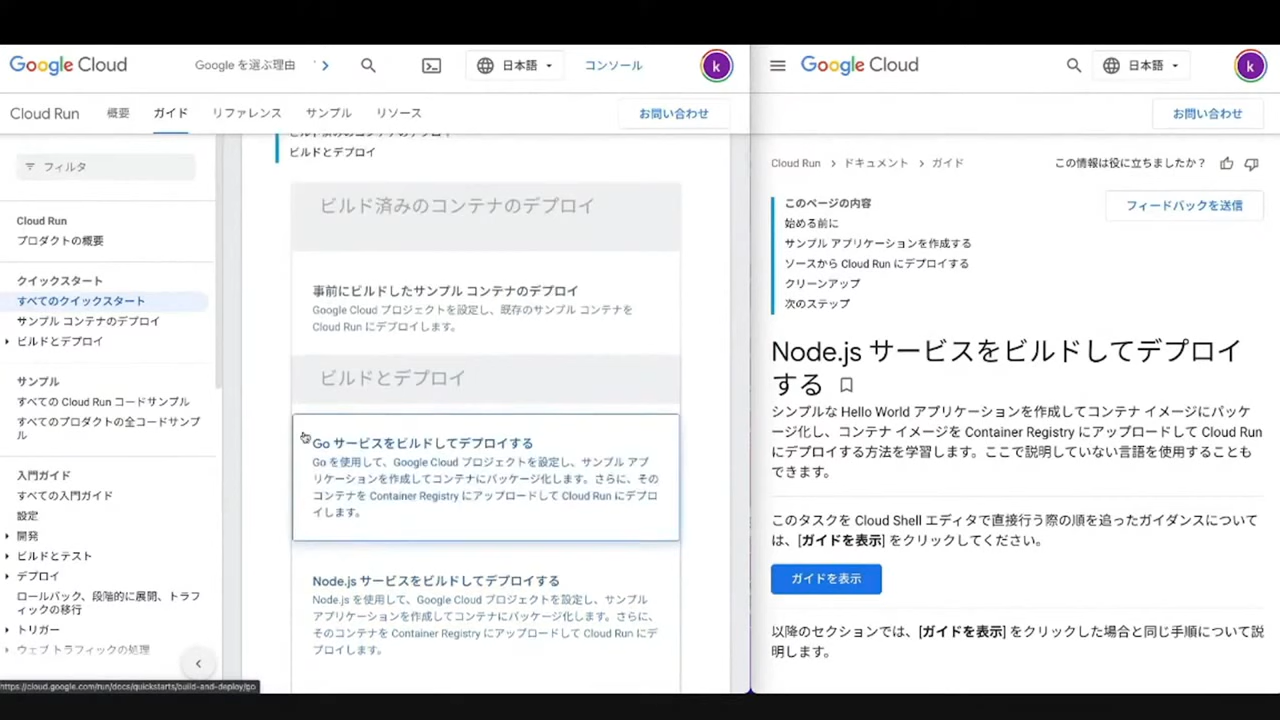 Google Cloud
Google を選ぶ理由
日本語
コンソール
k
Cloud Run
概要
ガイド
リファレンス
サンプル
リソース
お問い合わせ
フィルタ
Cloud Run
プロダクトの概要
クイックスタート
すべてのクイックスタート
サンプル コンテナのデプロイ
ビルドとデプロイ
サンプル
すべての Cloud Run コードサンプル
すべてのプロダクトの全コードサンプ
ル
入門ガイド
すべての入門ガイド
設定
開発
ビルドとテスト
デプロイ
ロールバック、段階的に展開、トラフ
ィックの移行
トリガー
ウェブ トラフィックの処理
https://cloud.google.com/run/docs/quickstarts/build-and-deploy/go
ビルド済みのコンテナのデプロイ
ビルドとデプロイ
ビルド済みのコンテナのデプロイ
事前にビルドしたサンプル コンテナのデプロイ
Google Cloud プロジェクトを設定し、既存のサンプル コンテナを
Cloud Run にデプロイします。
ビルドとデプロイ
Go サービスをビルドしてデプロイする
Go を使用して、Google Cloud プロジェクトを設定し、サンプル アプ
リケーションを作成してコンテナにパッケージ化します。さらに、その
コンテナを Container Registry にアップロードして Cloud Run にデプロ
イします。
Node.js サービスをビルドしてデプロイする
Node.js を使用して、Google Cloud プロジェクトを設定し、サンプル
アプリケーションを作成してコンテナにパッケージ化します。さらに、
そのコンテナを Container Registry にアップロードして Cloud Run にデ
プロイします。
Google Cloud
日本語
k
お問い合わせ
Cloud Run
ドキュメント
ガイド
この情報は役に立ちましたか？
フィードバックを送信
このページの内容
始める前に
サンプル アプリケーションを作成する
ソースから Cloud Run にデプロイする
クリーンアップ
次のステップ
Node.js サービスをビルドしてデプロイ
する
シンプルな Hello World アプリケーションを作成してコンテナ イメージにパッケ
ージ化し、コンテナ イメージを Container Registry にアップロードして Cloud Run
にデプロイする方法を学習します。ここで説明していない言語を使用することも
できます。
このタスクを Cloud Shell エディタで直接行う際の順を追ったガイダンスについて
は、[ガイドを表示] をクリックしてください。
ガイドを表示
以降のセクションでは、[ガイドを表示] をクリックした場合と同じ手順について説
明します。